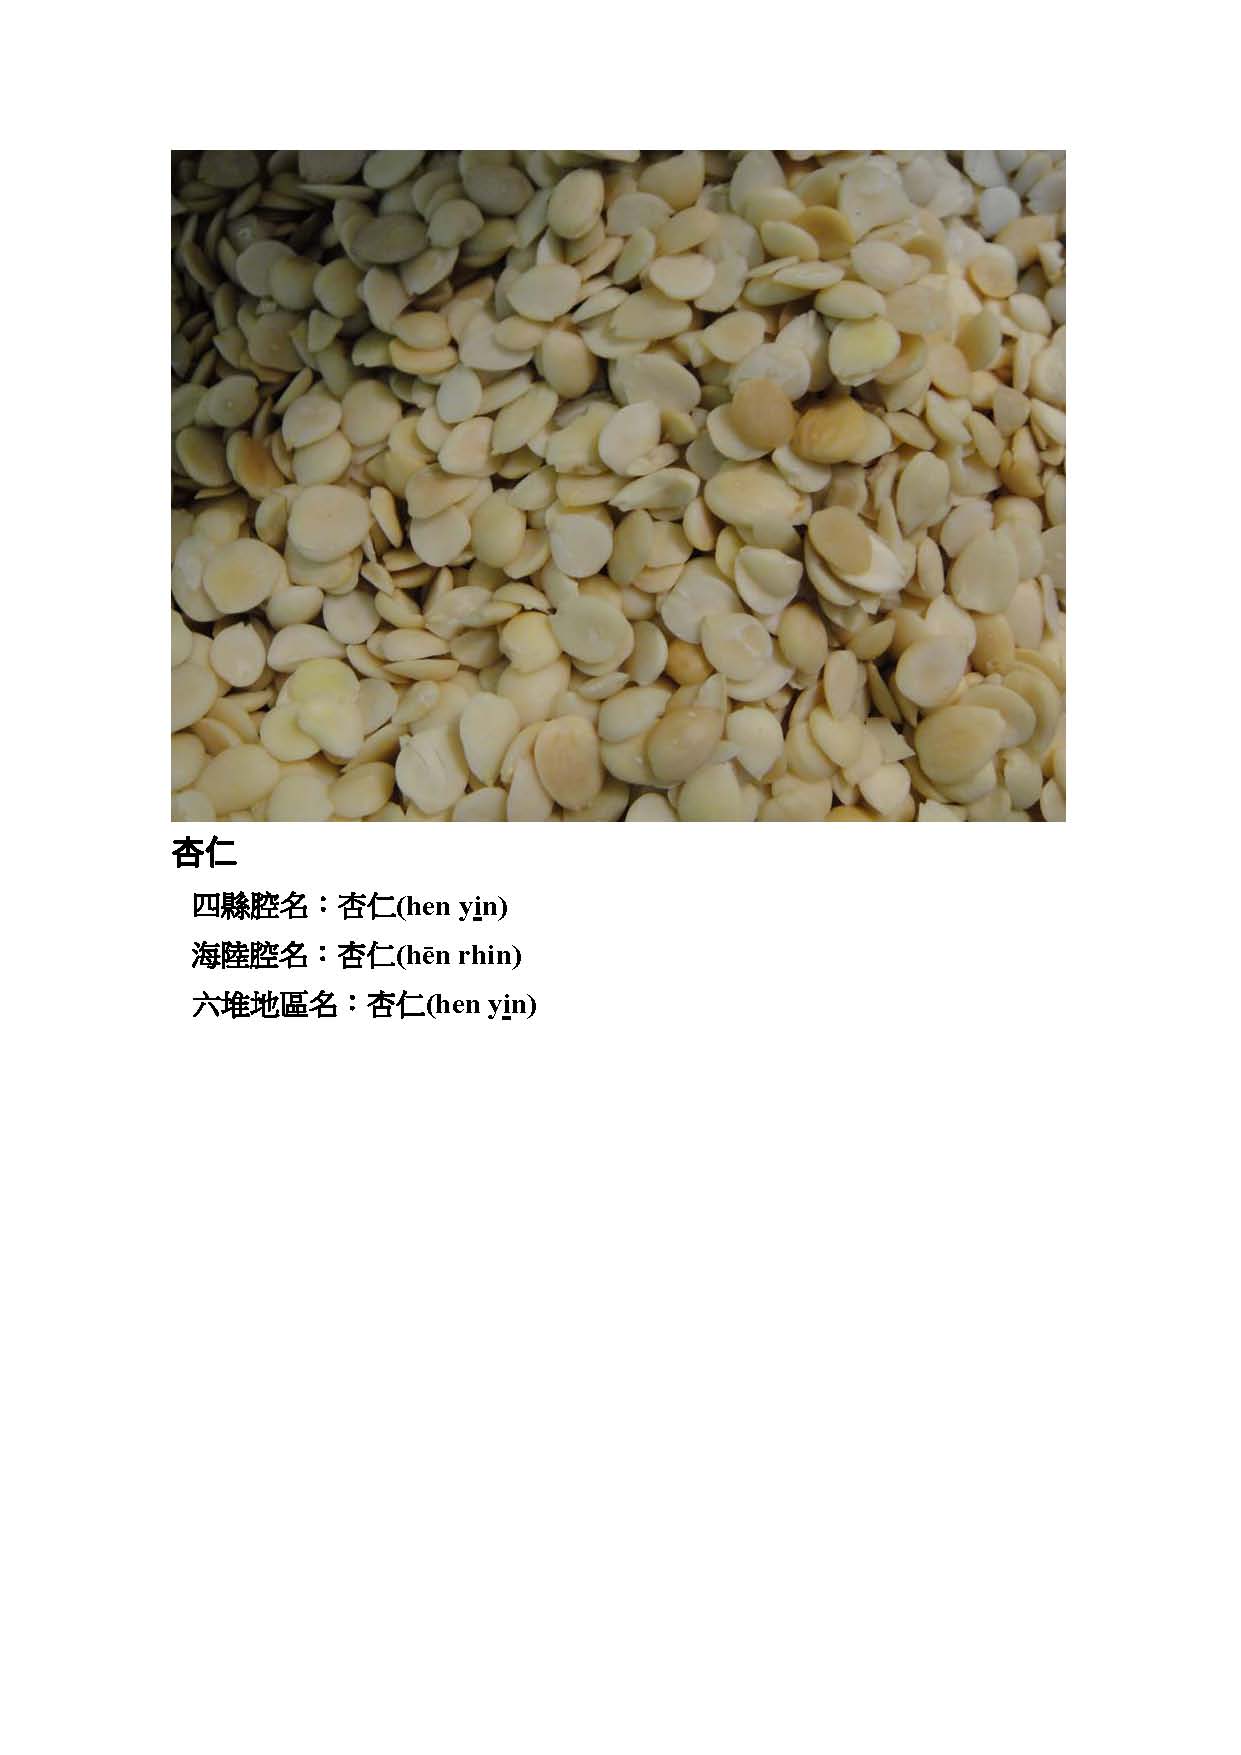 杏仁
四縣腔名：杏仁(hen yi̲n)
海陸腔名：杏仁(hēn rhin)
六堆地區名：杏仁(hen yi̲n)